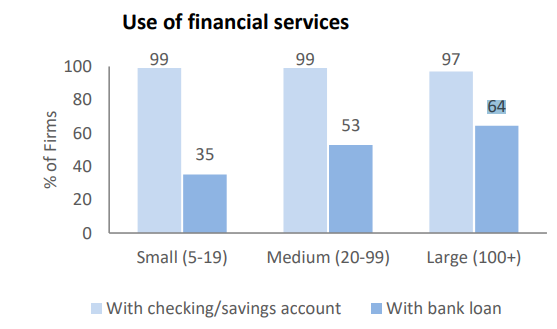 Use of financial services
99 99 97
100
80
60
40
20
0
% of Firms
35
53
64
Small (5-19) Medium (20-99) Large (100+)
With checking/savings account With bank loan